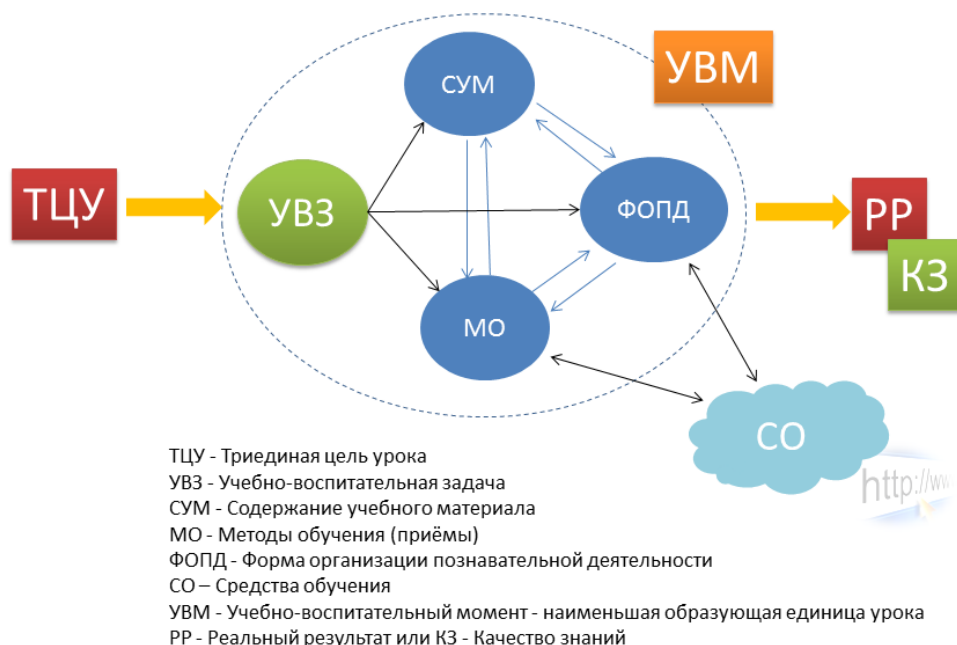 СУМ
УВМ
ТЦУ
УВЗ
ФОПД
РР
КЗ
МО
СО
http://ww
ТЦУ - Триединая цель урока
УВЗ - Учебно-воспитательная задача
СУМ - Содержание учебного материала
МО - Методы обучения (приёмы)
ФОПД - Форма организации познавательной деятельности
СО – Средства обучения
УВМ - Учебно-воспитательный момент - наименьшая образующая единица урока
РР - Реальный результат или КЗ - Качество знаний